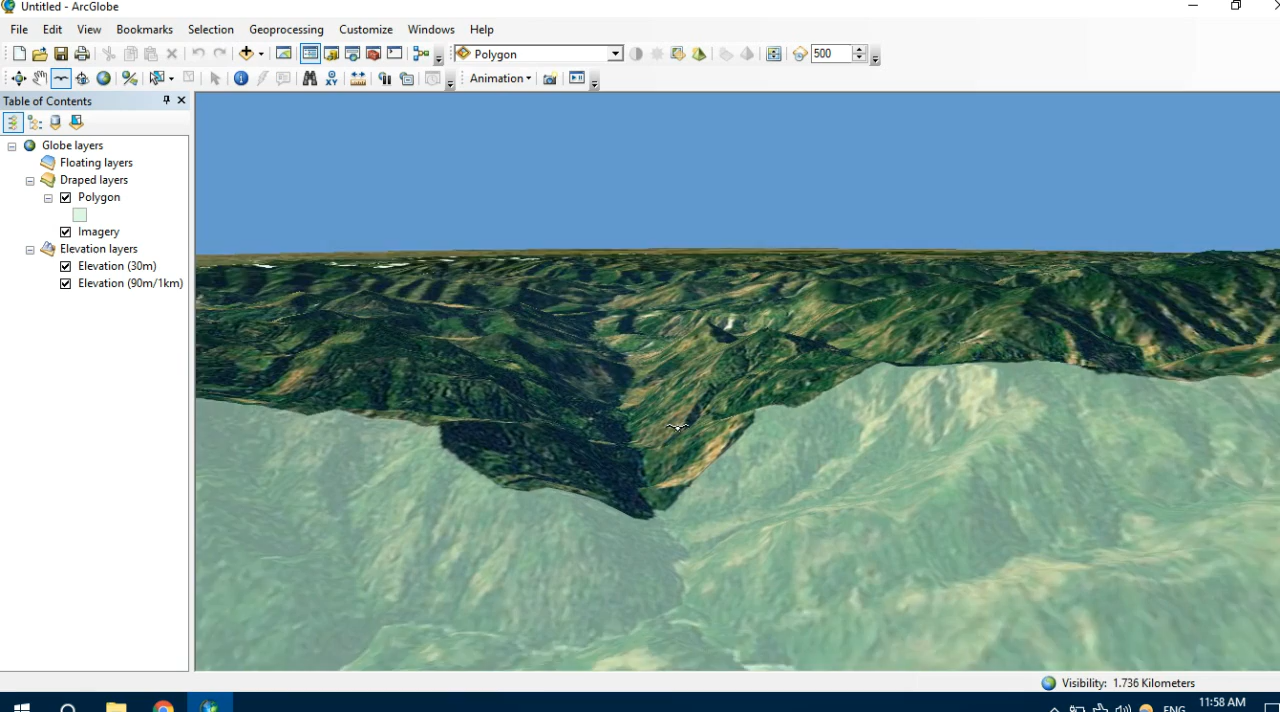 Untitled - ArcGlobe
File Edit View Bookmarks Selection Geoprocessing Customize Windows Help
Polygon
500
XY
Animation
Table of Contents
Globe layers
Floating layers
Draped layers
Polygon
Imagery
Elevation layers
Elevation (30m)
Elevation (90m/1km)
Visibility: 1.736 Kilometers
ENG
11:58 AM